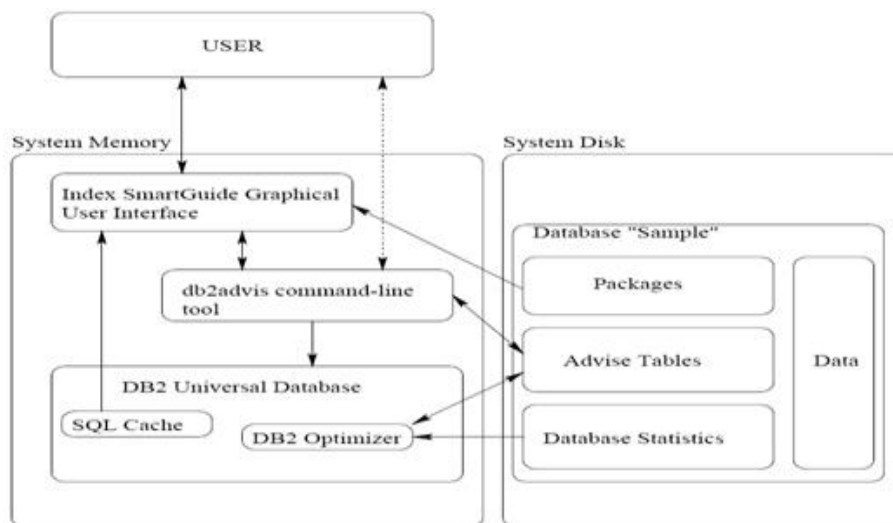 USER
System Memory
Index SmartGuide Graphical
User Interface
db2advis command-line
tool
DB2 Universal Database
SQL Cache
DB2 Optimizer
System Disk
Database "Sample"
Packages
Advise Tables
Database Statistics
Data